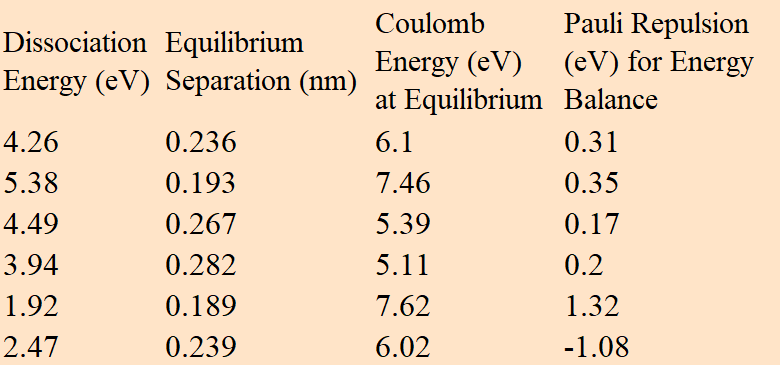 Dissociation Energy (eV) Equilibrium Separation (nm) Coulomb Energy (eV) at Equilibrium Pauli Repulsion (eV) for Energy Balance
4.26 0.236 6.1 0.31
5.38 0.193 7.46 0.35
4.49 0.267 5.39 0.17
3.94 0.282 5.11 0.2
1.92 0.189 7.62 1.32
2.47 0.239 6.02 -1.08